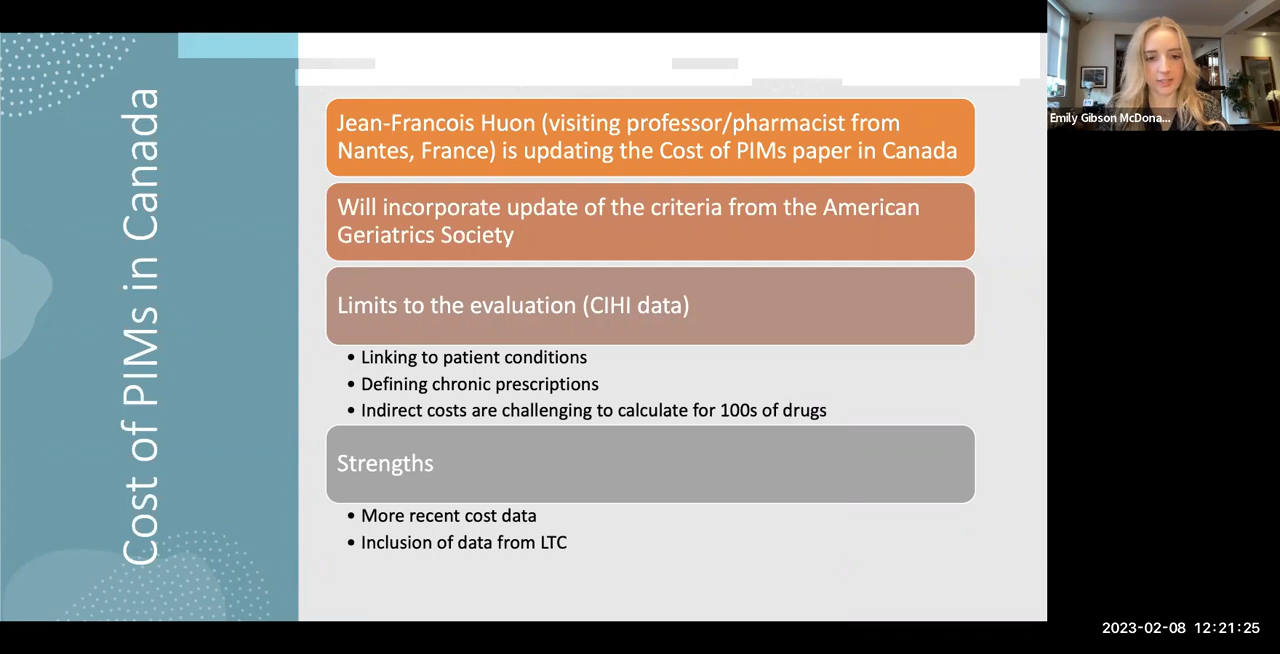 Cost of PIMs in Canada
Jean-Francois Huon (visiting professor/pharmacist from
Nantes, France) is updating the Cost of PIMs paper in Canada
Will incorporate update of the criteria from the American
Geriatrics Society
Limits to the evaluation (CIHI data)
• Linking to patient conditions
• Defining chronic prescriptions
• Indirect costs are challenging to calculate for 100s of drugs
Strengths
• More recent cost data
• Inclusion of data from LTC
Emily Gibson McDona...
2023-02-08 12:21:25